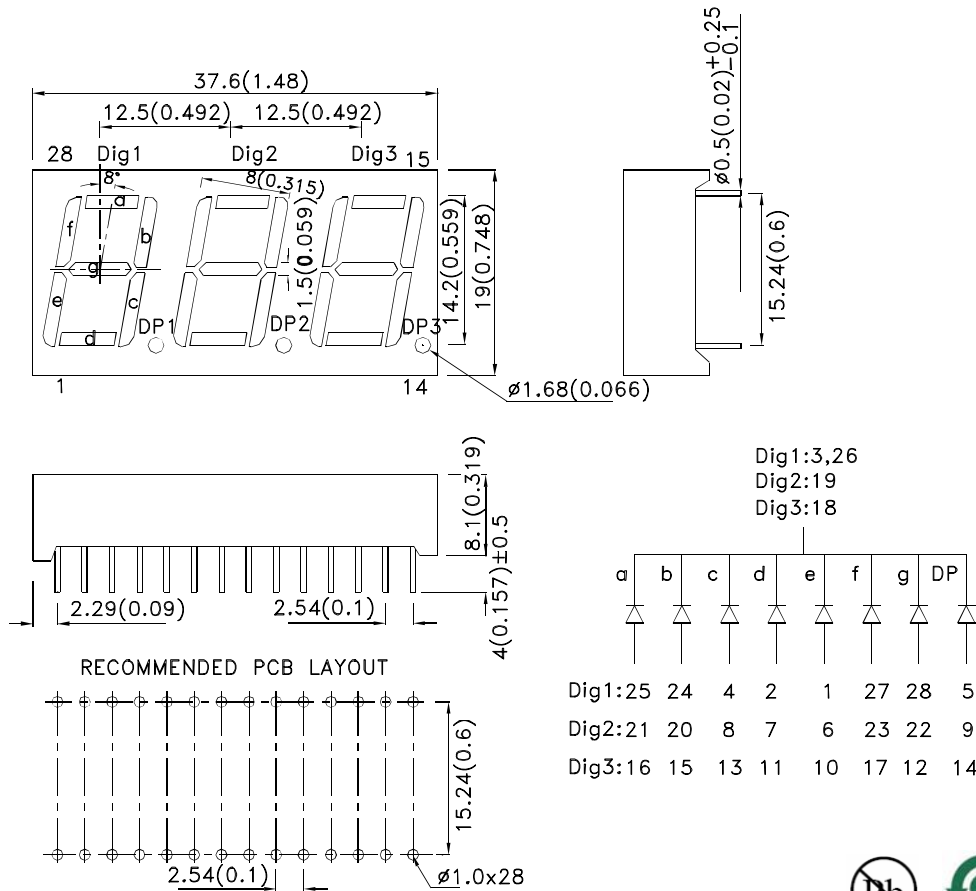 37.6(1.48)
12.5(0.492) 12.5(0.492)
28 Dig1 Dig2 Dig3 15
8° 8(0.315)
a
f b
g
e c
d
DP1 DP2 DP3
1.5(0.059)
14.2(0.559)
19(0.748)
1 14
ø1.68(0.066)
ø0.5(0.02)+0.25
-0.1
15.24(0.6)
8.1(0.319)
4(0.157)±0.5
2.29(0.09) 2.54(0.1)
RECOMMENDED PCB LAYOUT
15.24(0.6)
2.54(0.1)
ø1.0x28
Dig1:3,26
Dig2:19
Dig3:18
a b c d e f g DP
Dig1:25 24 4 2 1 27 28 5
Dig2:21 20 8 7 6 23 22 9
Dig3:16 15 13 11 10 17 12 14
Pb